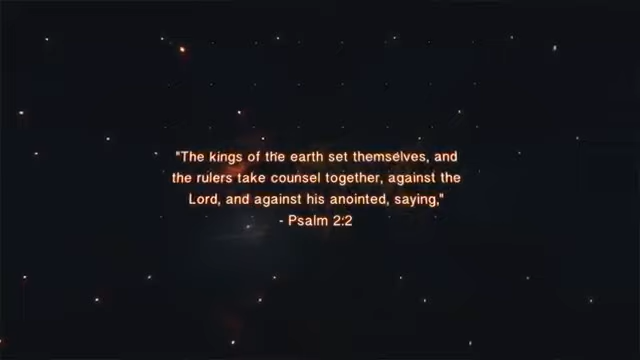 "The kings of the earth set themselves, and
the rulers take counsel together, against the
Lord, and against his anointed, saying,"
- Psalm 2:2